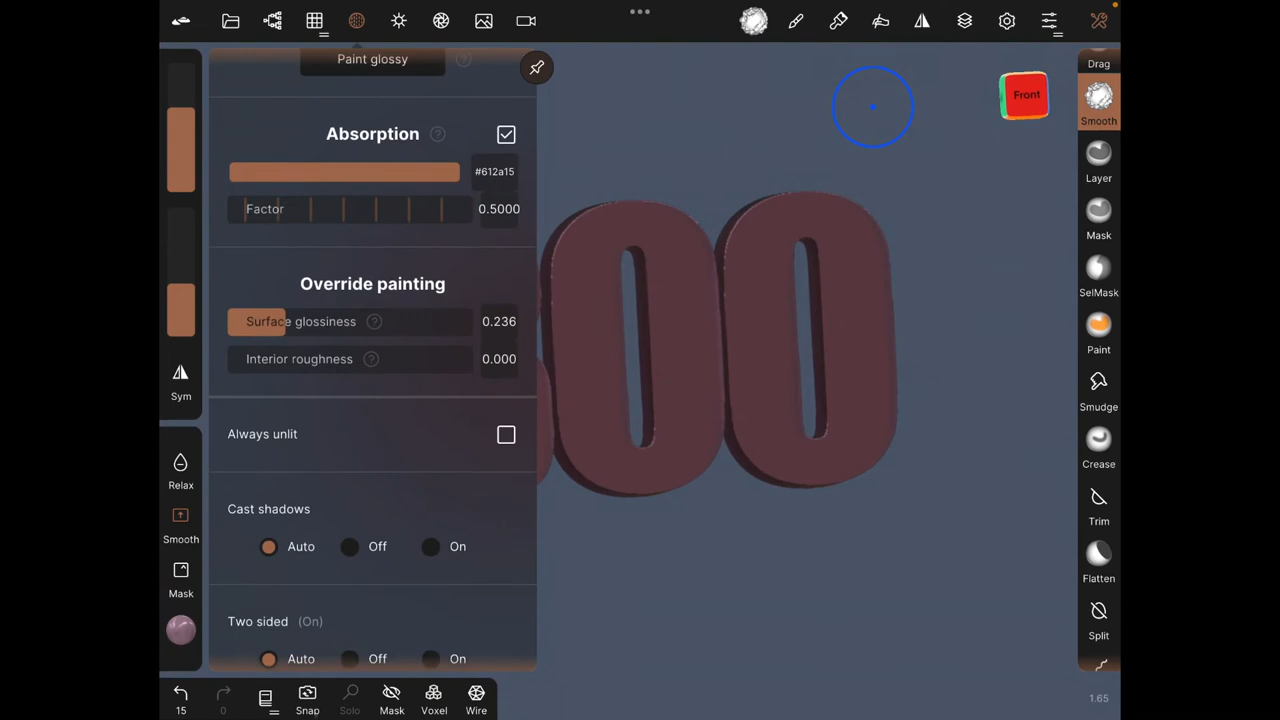 Paint glossy
Absorption
#612a15
Factor 0.5000
Override painting
Surface glossiness 0.236
Interior roughness 0.000
Always unlit
Cast shadows
Auto Off On
Two sided (On)
Auto Off On
Sym
Relax
Smooth
Mask
15
0
Snap
Solo
Mask
Voxel
Wire
00
Front
Drag
Smooth
Layer
Mask
SelMask
Paint
Smudge
Crease
Trim
Flatten
Split
1.65